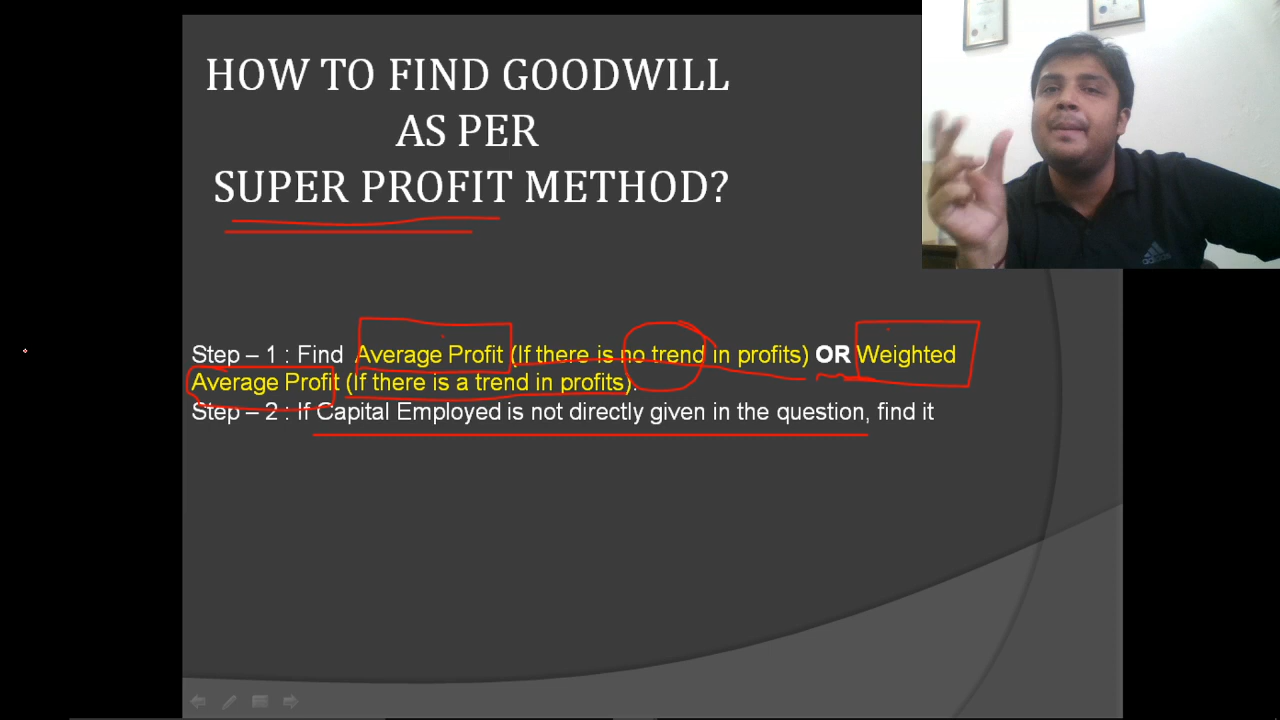 HOW TO FIND GOODWILL
AS PER
SUPER PROFIT METHOD?
Step – 1 : Find Average Profit (If there is no trend in profits) OR Weighted
Average Profit (If there is a trend in profits).
Step – 2 : If Capital Employed is not directly given in the question, find it